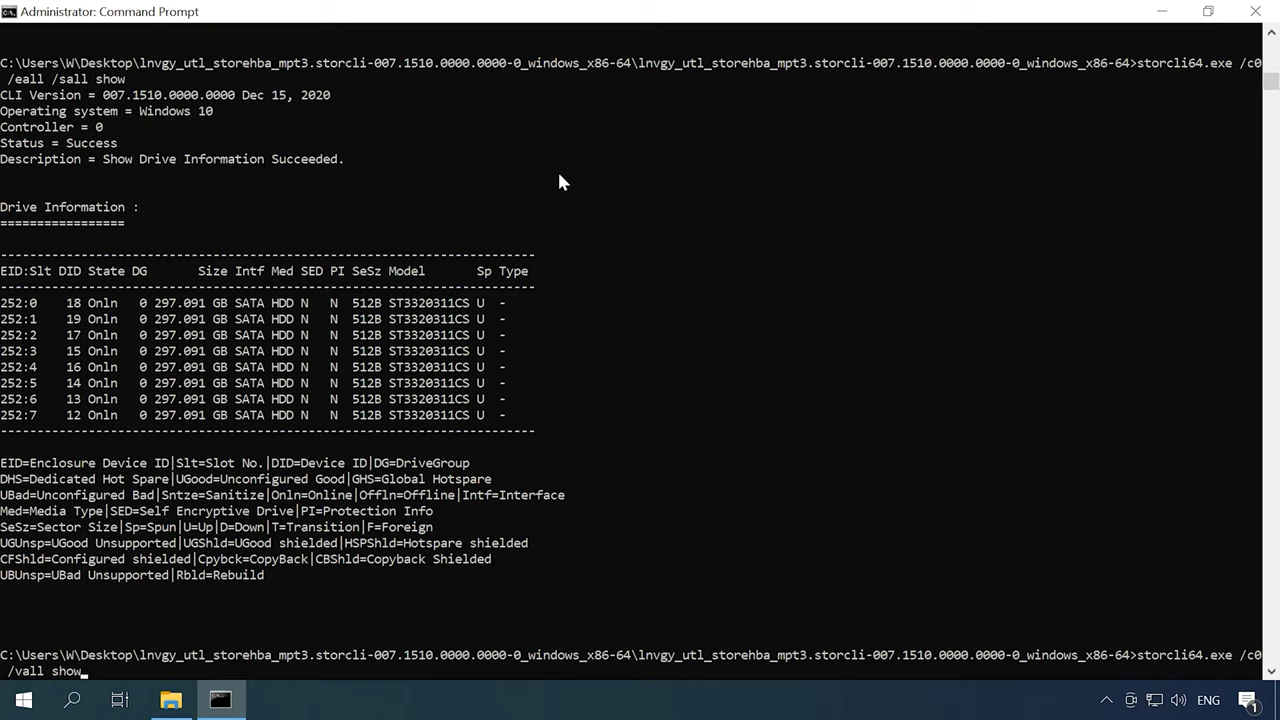 Administrator: Command Prompt
C:\Users\W\Desktop\lnvgy_utl_storehba_mpt3.storcli-007.1510.0000.0000-0_windows_x86-64\lnvgy_utl_storehba_mpt3.storcli-007.1510.0000.0000-0_windows_x86-64>storcli64.exe /c0
/eall /sall show
CLI Version = 007.1510.0000.0000 Dec 15, 2020
Operating system = Windows 10
Controller = 0
Status = Success
Description = Show Drive Information Succeeded.
Drive Information :
=================
-----------------------------------------------------------------
EID:Slt DID State DG Size Intf Med SED PI SeSz Model Sp Type
-----------------------------------------------------------------
252:0 18 Onln 0 297.091 GB SATA HDD N N 512B ST3320311CS U -
252:1 19 Onln 0 297.091 GB SATA HDD N N 512B ST3320311CS U -
252:2 17 Onln 0 297.091 GB SATA HDD N N 512B ST3320311CS U -
252:3 15 Onln 0 297.091 GB SATA HDD N N 512B ST3320311CS U -
252:4 16 Onln 0 297.091 GB SATA HDD N N 512B ST3320311CS U -
252:5 14 Onln 0 297.091 GB SATA HDD N N 512B ST3320311CS U -
252:6 13 Onln 0 297.091 GB SATA HDD N N 512B ST3320311CS U -
252:7 12 Onln 0 297.091 GB SATA HDD N N 512B ST3320311CS U -
-----------------------------------------------------------------
EID=Enclosure Device ID|Slt=Slot No.|DID=Device ID|DG=DriveGroup
DHS=Dedicated Hot Spare|UGood=Unconfigured Good|GHS=Global Hotspare
UBad=Unconfigured Bad|Sntze=Sanitize|Onln=Online|Offln=Offline|Intf=Interface
Med=Media Type|SED=Self Encryptive Drive|PI=Protection Info
SeSz=Sector Size|Sp=Spun|U=Up|D=Down|T=Transition|F=Foreign
UGUnsp=UGood Unsupported|UGShld=UGood shielded|HSPShld=Hotspare shielded
CFShld=Configured shielded|Cpybck=CopyBack|CBShld=Copyback Shielded
UBUnsp=UBad Unsupported|Rbld=Rebuild
C:\Users\W\Desktop\lnvgy_utl_storehba_mpt3.storcli-007.1510.0000.0000-0_windows_x86-64\lnvgy_utl_storehba_mpt3.storcli-007.1510.0000.0000-0_windows_x86-64>storcli64.exe /c0
/vall show
ENG
1